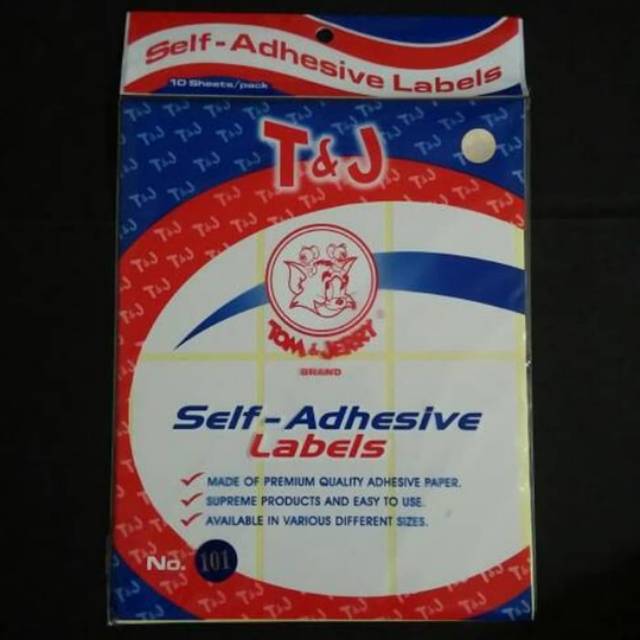 Self-Adhesive Labels
10 Sheets/pack
T&J
TOM & JERRY
®
BRAND
Self-Adhesive
Labels
MADE OF PREMIUM QUALITY ADHESIVE PAPER.
SUPREME PRODUCTS AND EASY TO USE.
AVAILABLE IN VARIOUS DIFFERENT SIZES.
No. 101